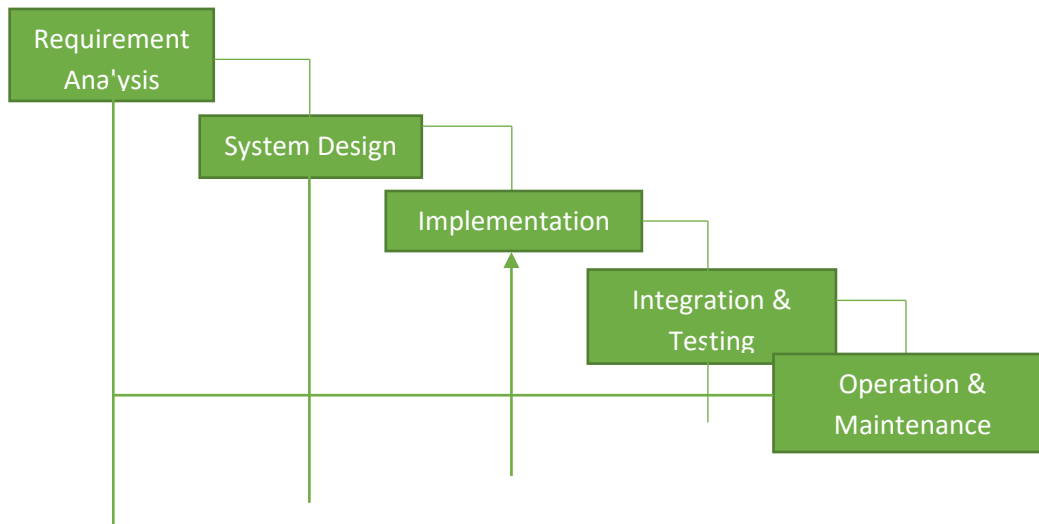 Requirement
Analysis
System Design
Implementation
Integration &
Testing
Operation &
Maintenance